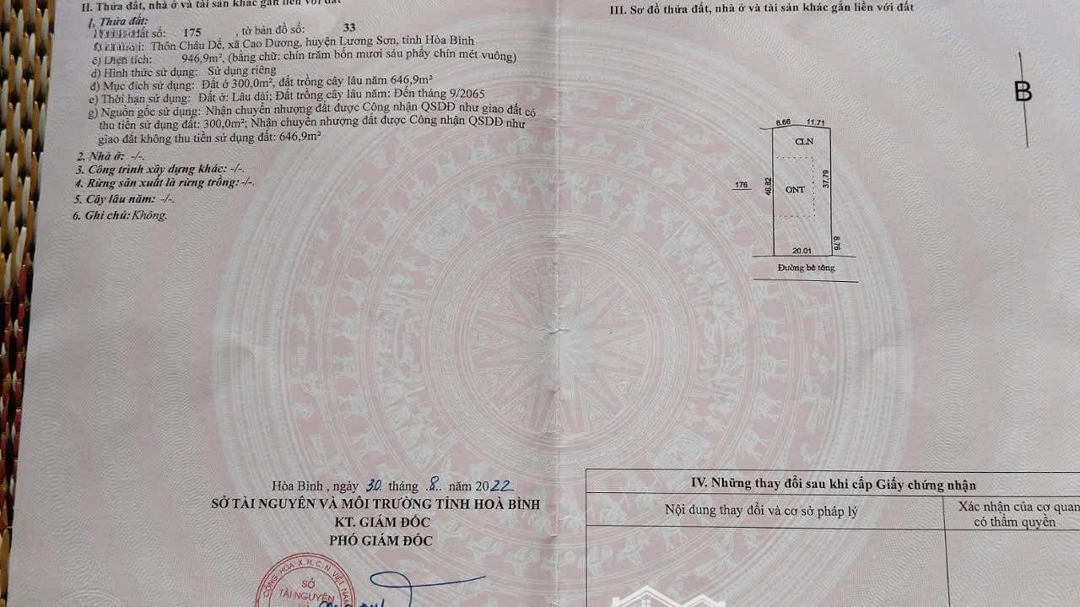 II. Thửa đất, nhà ở và tài sản khác gắn liền với đất
1. Thửa đất:
đất số: 175 , tờ bản đồ số: 33
Thôn Châu Dể, xã Cao Dương, huyện Lương Sơn, tỉnh Hòa Bình
c) Diện tích: 946,9m², (bằng chữ: chín trăm bốn mươi sáu phẩy chín mét vuông)
d) Hình thức sử dụng: Sử dụng riêng
đ) Mục đích sử dụng: Đất ở 300,0m², đất trồng cây lâu năm 646,9m²
e) Thời hạn sử dụng: Đất ở: Lâu dài; Đất trồng cây lâu năm: Đến tháng 9/2065
g) Nguồn gốc sử dụng: Nhận chuyển nhượng đất được Công nhận QSDĐ như giao đất có
thu tiền sử dụng đất: 300,0m²; Nhận chuyển nhượng đất được Công nhận QSDĐ như
giao đất không thu tiền sử dụng đất: 646,9m²
2. Nhà ở: -/-.
3. Công trình xây dựng khác: -/-.
4. Rừng sản xuất là rừng trồng: -/-.
5. Cây lâu năm: -/-.
6. Ghi chú: Không.
Hòa Bình , ngày 30 tháng .8.. năm 2022
SỞ TÀI NGUYÊN VÀ MÔI TRƯỜNG TỈNH HOÀ BÌNH
KT. GIÁM ĐỐC
PHÓ GIÁM ĐỐC
CỘNG HÒA X.H.C.N VIỆT NAM
SỞ
TÀI NGUYÊN
III. Sơ đồ thửa đất, nhà ở và tài sản khác gắn liền với đất
B
6.66 11.71
CLN
176
46.82
37.79
ONT
8.76
20.01
Đường bê tông
IV. Những thay đổi sau khi cấp Giấy chứng nhận
Nội dung thay đổi và cơ sở pháp lý
Xác nhận của cơ quan
có thẩm quyền